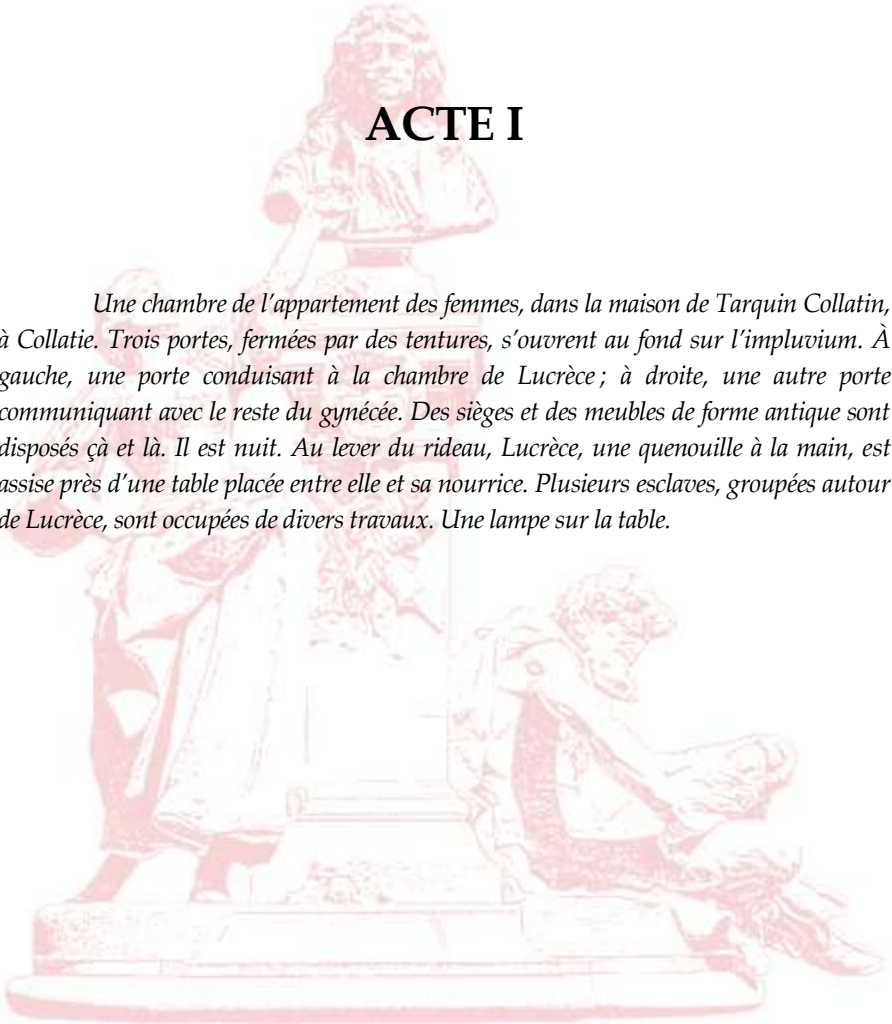 ACTE I
Une chambre de l’appartement des femmes, dans la maison de Tarquin Collatin,
à Collatie. Trois portes, fermées par des tentures, s’ouvrent au fond sur l’impluvium. À
gauche, une porte conduisant à la chambre de Lucrèce ; à droite, une autre porte
communiquant avec le reste du gynécée. Des sièges et des meubles de forme antique sont
disposés çà et là. Il est nuit. Au lever du rideau, Lucrèce, une quenouille à la main, est
assise près d’une table placée entre elle et sa nourrice. Plusieurs esclaves, groupées autour
de Lucrèce, sont occupées de divers travaux. Une lampe sur la table.